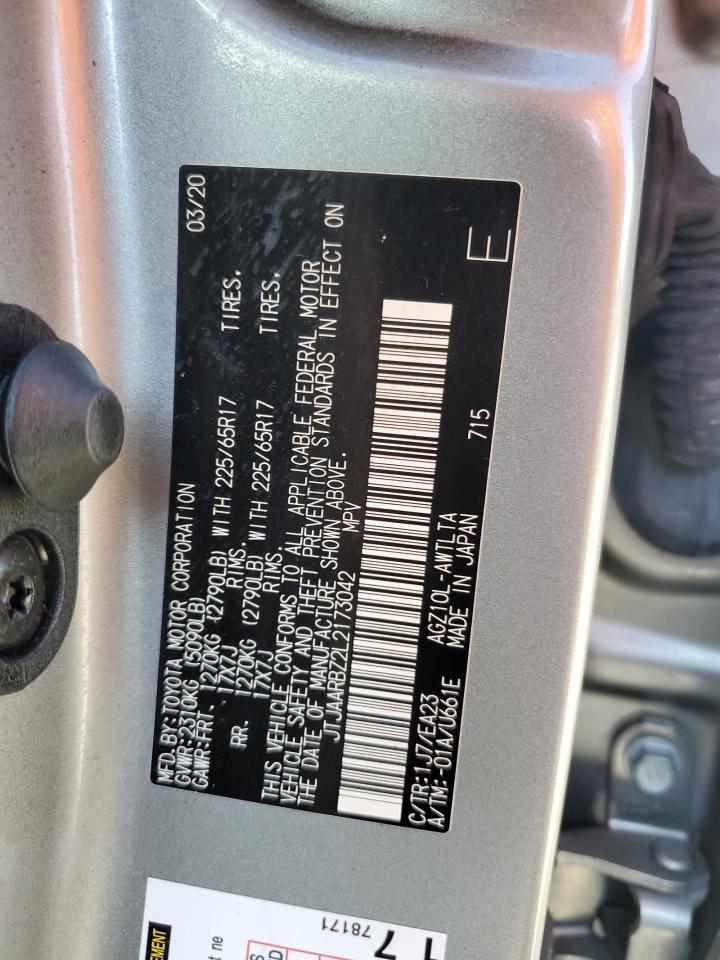 MFD.BY:TOYOTA MOTOR CORPORATION 03/20
GVWR:2310KG (5090LB)
GAWR:FRT. 1270KG (2790LB) WITH 225/65R17 TIRES,
17X7J RIMS.
RR. 1270KG (2790LB) WITH 225/65R17 TIRES,
17X7J RIMS.
THIS VEHICLE CONFORMS TO ALL APPLICABLE FEDERAL MOTOR
VEHICLE SAFETY AND THEFT PREVENTION STANDARDS IN EFFECT ON
THE DATE OF MANUFACTURE SHOWN ABOVE.
JTJAARBZ2L2173042 MPV
C/TR:1J7/EA23 AGZ10L-AWTLTA 715 E
A/TM:-01A/U661E MADE IN JAPAN
78171